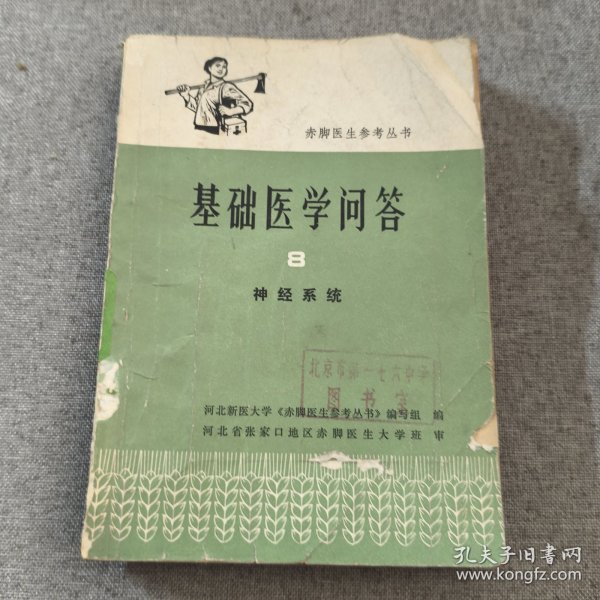 赤脚医生参考丛书
基础医学问答
8
神经系统
北京市第一七六中学
图书室
河北新医大学《赤脚医生参考丛书》编写组 编
河北省张家口地区赤脚医生大学班 审
孔夫子旧书网
www.kongfz.com